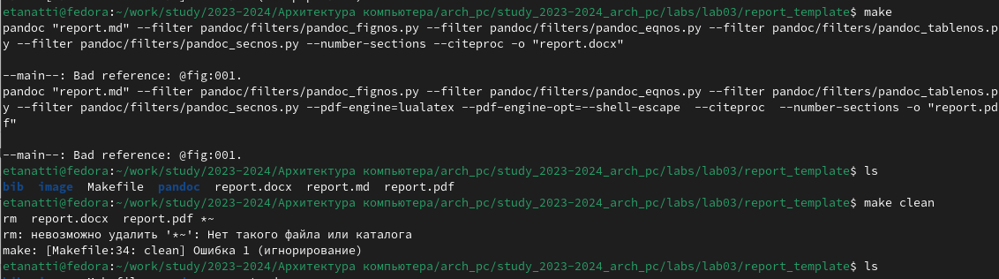 etanatti@fedora:~/work/study/2023-2024/Архитектура компьютера/arch_pc/study_2023-2024_arch_pc/labs/lab03/report_template$ make
pandoc "report.md" --filter pandoc/filters/pandoc_fignos.py --filter pandoc/filters/pandoc_eqnos.py --filter pandoc/filters/pandoc_tablenos.p
y --filter pandoc/filters/pandoc_secnos.py --number-sections --citeproc -o "report.docx"
--main--: Bad reference: @fig:001.
pandoc "report.md" --filter pandoc/filters/pandoc_fignos.py --filter pandoc/filters/pandoc_eqnos.py --filter pandoc/filters/pandoc_tablenos.p
y --filter pandoc/filters/pandoc_secnos.py --pdf-engine=lualatex --pdf-engine-opt=--shell-escape  --citeproc  --number-sections -o "report.pd
f"
--main--: Bad reference: @fig:001.
etanatti@fedora:~/work/study/2023-2024/Архитектура компьютера/arch_pc/study_2023-2024_arch_pc/labs/lab03/report_template$ ls
bib  image  Makefile  pandoc  report.docx  report.md  report.pdf
etanatti@fedora:~/work/study/2023-2024/Архитектура компьютера/arch_pc/study_2023-2024_arch_pc/labs/lab03/report_template$ make clean
rm  report.docx  report.pdf *~
rm: невозможно удалить '*~': Нет такого файла или каталога
make: [Makefile:34: clean] Ошибка 1 (игнорирование)
etanatti@fedora:~/work/study/2023-2024/Архитектура компьютера/arch_pc/study_2023-2024_arch_pc/labs/lab03/report_template$ ls